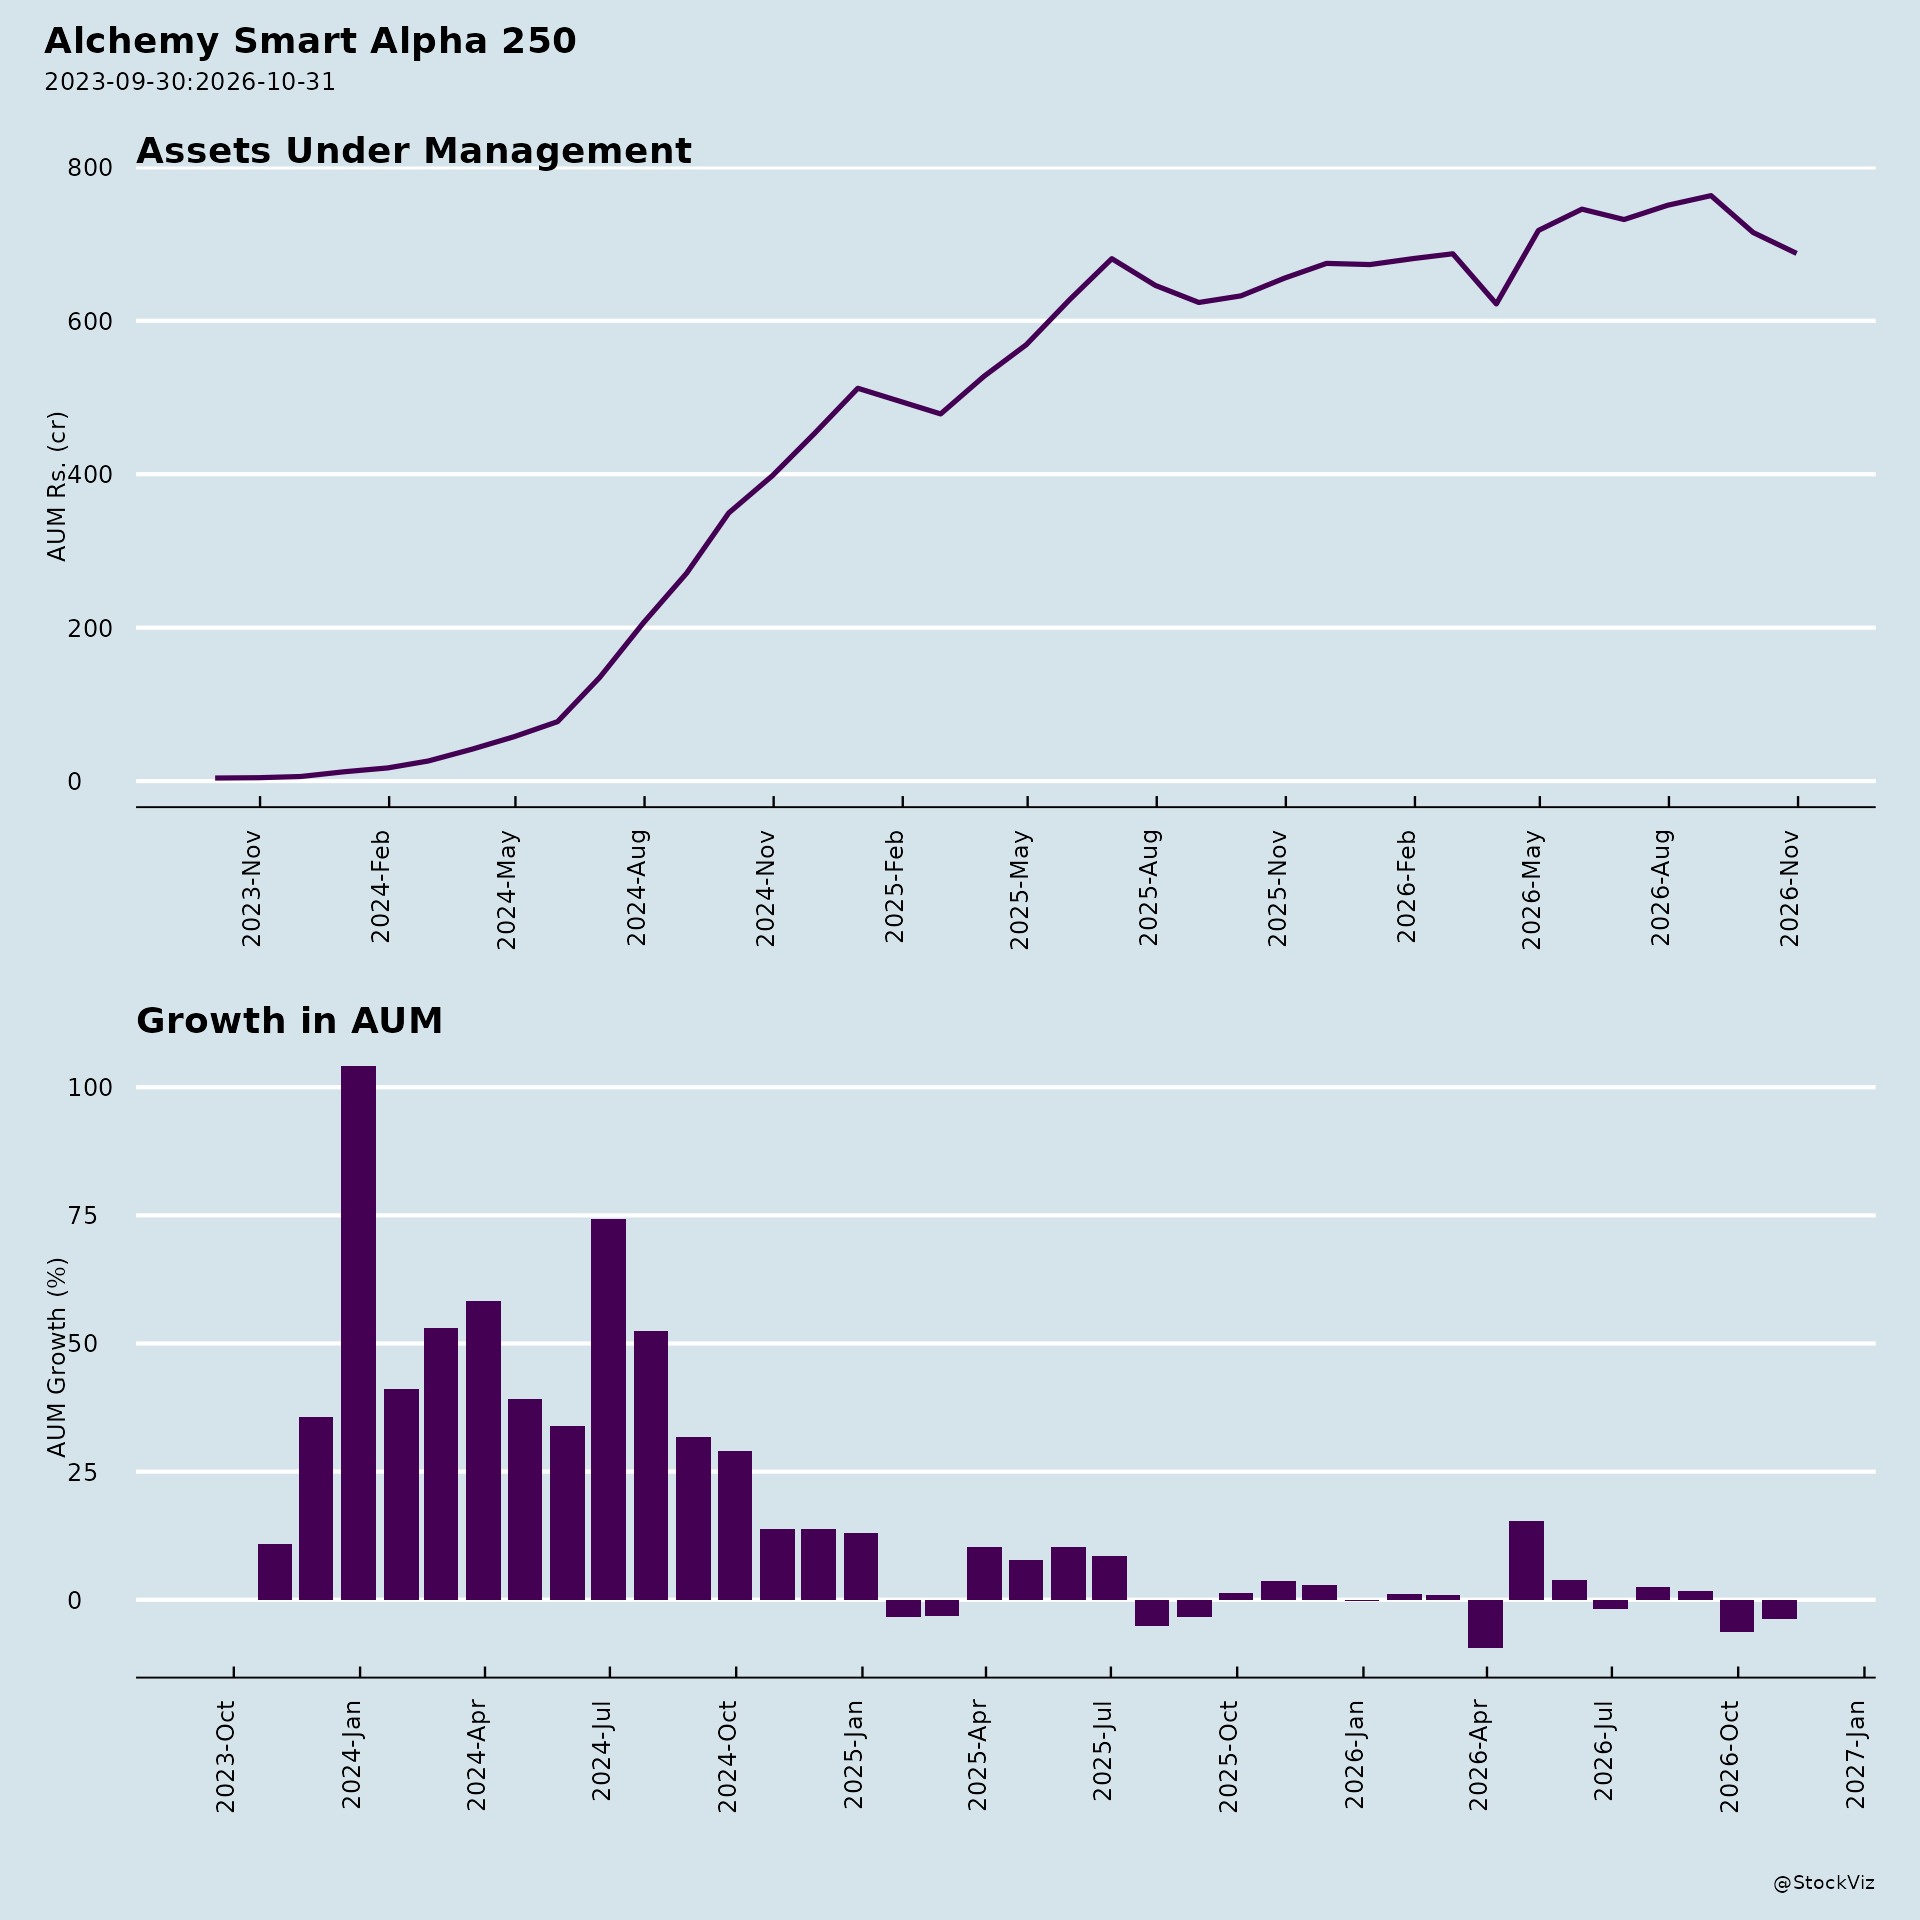 Alchemy Smart Alpha 250
2023-09-30:2026-10-31
Assets Under Management
800
600
400
200
0
AUM Rs. (cr)
2023-Nov
2024-Feb
2024-May
2024-Aug
2024-Nov
2025-Feb
2025-May
2025-Aug
2025-Nov
2026-Feb
2026-May
2026-Aug
2026-Nov
Growth in AUM
100
75
50
25
0
AUM Growth (%)
2023-Oct
2024-Jan
2024-Apr
2024-Jul
2024-Oct
2025-Jan
2025-Apr
2025-Jul
2025-Oct
2026-Jan
2026-Apr
2026-Jul
2026-Oct
2027-Jan
@StockViz